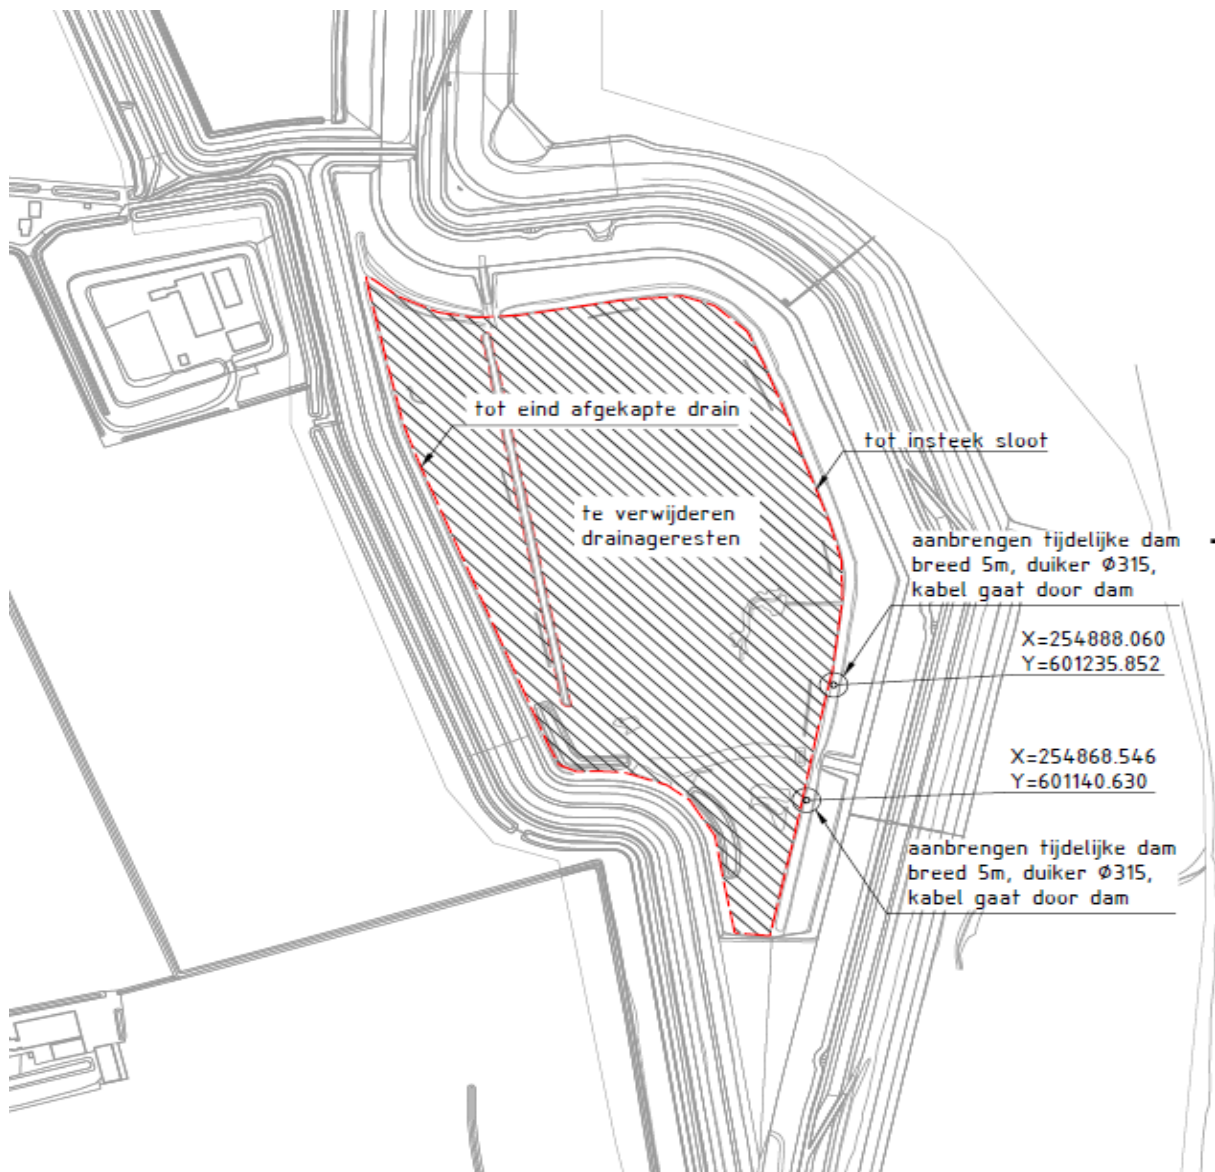 tot eind afgekapte drain
tot insteek sloot
te verwijderen
drainageresten
aanbrengen tijdelijke dam
breed 5m, duiker Ø315,
kabel gaat door dam
X=254888.060
Y=601235.852
X=254868.546
Y=601140.630
aanbrengen tijdelijke dam
breed 5m, duiker Ø315,
kabel gaat door dam